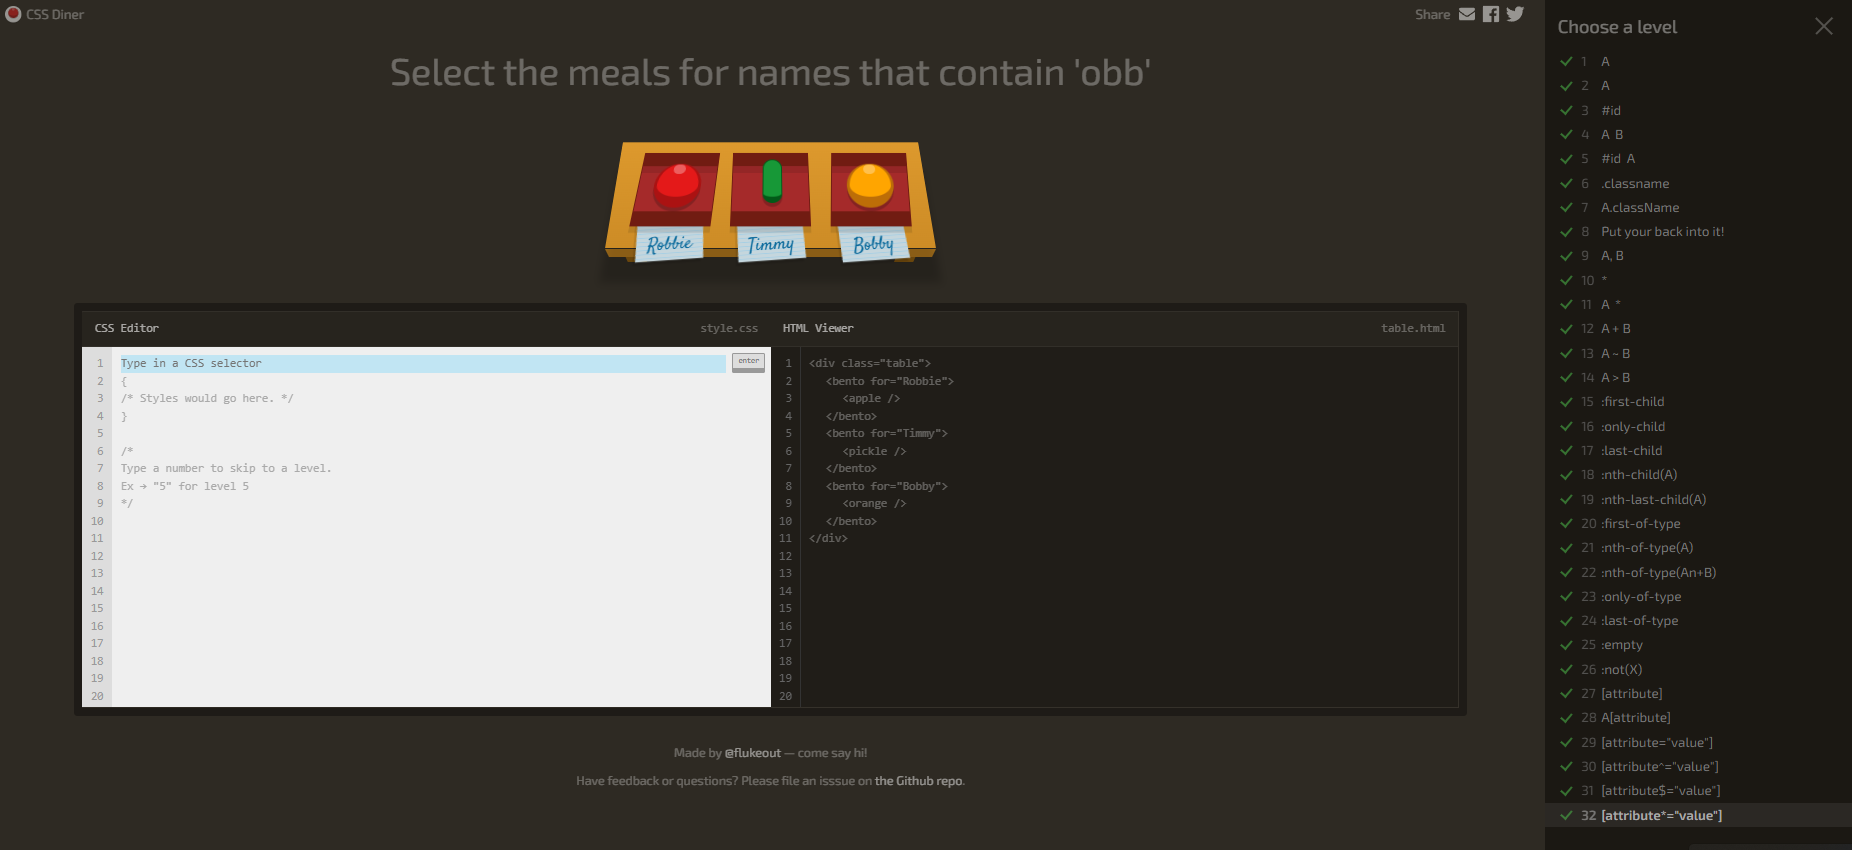 CSS Diner
Share
Select the meals for names that contain 'obb'
Robbie
Timmy
Bobby
CSS Editor
style.css
1 Type in a CSS selector
enter
2 {
3 /* Styles would go here. */
4 }
5
6 /*
7 Type a number to skip to a level.
8 Ex → "5" for level 5
9 */
10
11
12
13
14
15
16
17
18
19
20
HTML Viewer
table.html
1 <div class="table">
2 <bento for="Robbie">
3 <apple />
4 </bento>
5 <bento for="Timmy">
6 <pickle />
7 </bento>
8 <bento for="Bobby">
9 <orange />
10 </bento>
11 </div>
12
13
14
15
16
17
18
19
20
Made by @flukeout — come say hi!
Have feedback or questions? Please file an isssue on the Github repo.
Choose a level
1 A
2 A
3 #id
4 A B
5 #id A
6 .classname
7 A.className
8 Put your back into it!
9 A, B
10 *
11 A *
12 A + B
13 A ~ B
14 A > B
15 :first-child
16 :only-child
17 :last-child
18 :nth-child(A)
19 :nth-last-child(A)
20 :first-of-type
21 :nth-of-type(A)
22 :nth-of-type(An+B)
23 :only-of-type
24 :last-of-type
25 :empty
26 :not(X)
27 [attribute]
28 A[attribute]
29 [attribute="value"]
30 [attribute^="value"]
31 [attribute$="value"]
32 [attribute*="value"]